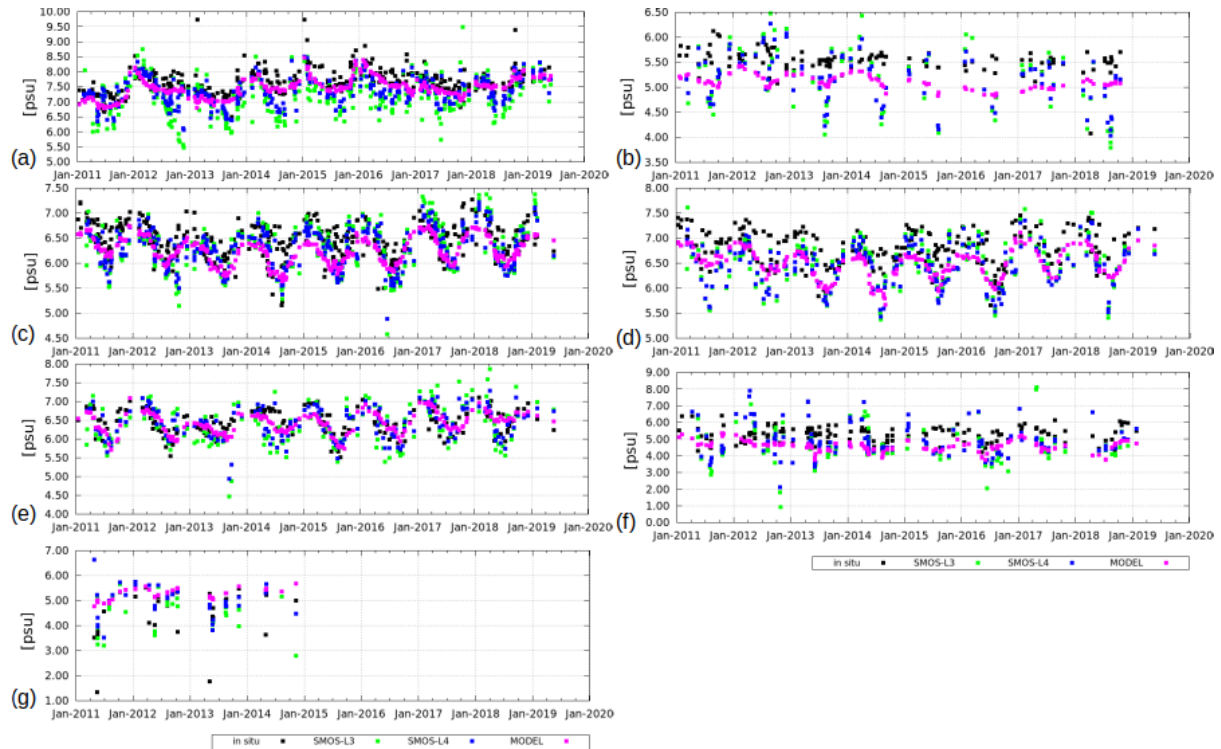 10.00
9.50
9.00
8.50
8.00
7.50
7.00
6.50
6.00
5.50
5.00
[psu]
(a)
Jan-2011 Jan-2012 Jan-2013 Jan-2014 Jan-2015 Jan-2016 Jan-2017 Jan-2018 Jan-2019 Jan-2020
6.50
6.00
5.50
5.00
4.50
4.00
3.50
[psu]
(b)
Jan-2011 Jan-2012 Jan-2013 Jan-2014 Jan-2015 Jan-2016 Jan-2017 Jan-2018 Jan-2019 Jan-2020
7.50
7.00
6.50
6.00
5.50
5.00
4.50
[psu]
(c)
Jan-2011 Jan-2012 Jan-2013 Jan-2014 Jan-2015 Jan-2016 Jan-2017 Jan-2018 Jan-2019 Jan-2020
8.00
7.50
7.00
6.50
6.00
5.50
5.00
[psu]
(d)
Jan-2011 Jan-2012 Jan-2013 Jan-2014 Jan-2015 Jan-2016 Jan-2017 Jan-2018 Jan-2019 Jan-2020
8.00
7.50
7.00
6.50
6.00
5.50
5.00
4.50
4.00
[psu]
(e)
Jan-2011 Jan-2012 Jan-2013 Jan-2014 Jan-2015 Jan-2016 Jan-2017 Jan-2018 Jan-2019 Jan-2020
9.00
8.00
7.00
6.00
5.00
4.00
3.00
2.00
1.00
0.00
[psu]
(f)
Jan-2011 Jan-2012 Jan-2013 Jan-2014 Jan-2015 Jan-2016 Jan-2017 Jan-2018 Jan-2019 Jan-2020
in situ SMOS-L3 SMOS-L4 MODEL
7.00
6.00
5.00
4.00
3.00
2.00
1.00
[psu]
(g)
Jan-2011 Jan-2012 Jan-2013 Jan-2014 Jan-2015 Jan-2016 Jan-2017 Jan-2018 Jan-2019 Jan-2020
in situ SMOS-L3 SMOS-L4 MODEL